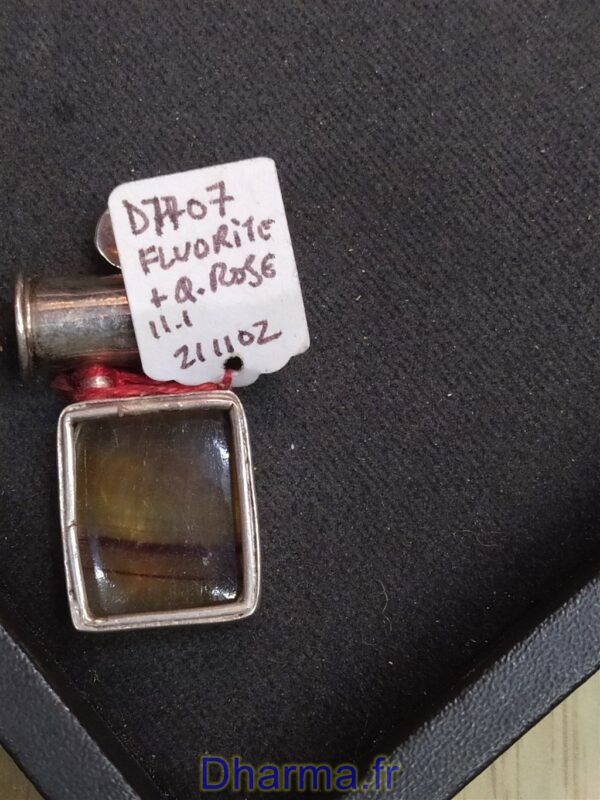 D7707
FLUORITE
+ Q. ROSE
11.1
211102
Dharma.fr